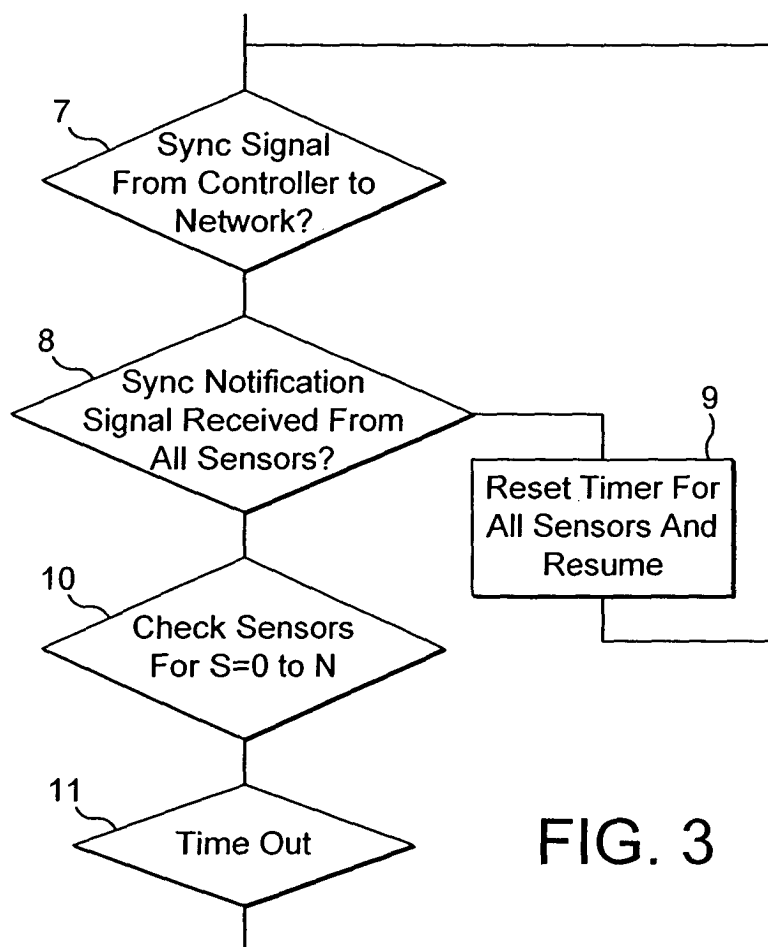 7
Sync Signal
From Controller to
Network?
8
Sync Notification
Signal Received From
All Sensors?
9
Reset Timer For
All Sensors And
Resume
10
Check Sensors
For S=0 to N
11
Time Out
FIG. 3